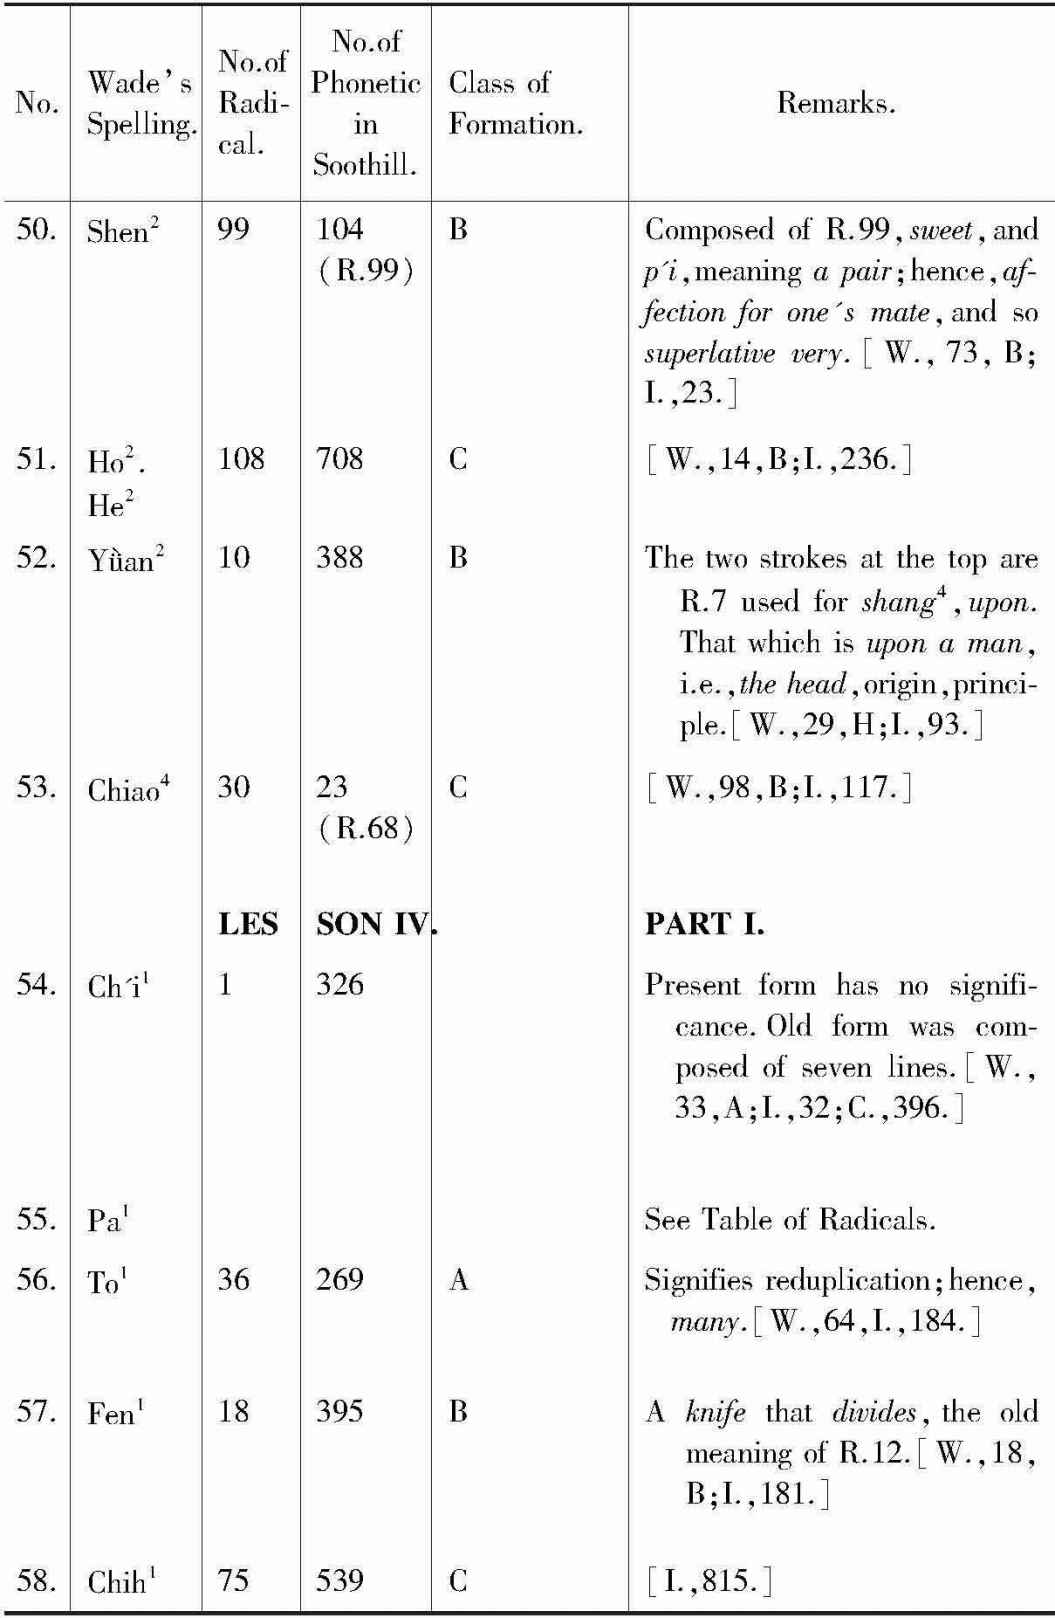 No. Wade's Spelling. No.of Radi-cal. No.of Phonetic in Soothill. Class of Formation. Remarks.
50. Shen² 99 104 B Composed of R.99, sweet, and
(R.99) p´i, meaning a pair; hence, af-
fection for one´s mate, and so
superlative very. [ W., 73, B;
I.,23.]
51. Ho². 108 708 C [ W.,14,B;I.,236.]
He²
52. Yùan² 10 388 B The two strokes at the top are
R.7 used for shang⁴, upon.
That which is upon a man,
i.e., the head, origin, princi-
ple.[ W.,29,H;I.,93.]
53. Chiao⁴ 30 23 C [ W.,98,B;I.,117.]
(R.68)
LES SON IV. PART I.
54. Ch´i¹ 1 326 Present form has no signifi-
cance. Old form was com-
posed of seven lines.[ W.,
33,A;I.,32;C.,396.]
55. Pa¹ See Table of Radicals.
56. To¹ 36 269 A Signifies reduplication; hence,
many.[ W.,64,I.,184.]
57. Fen¹ 18 395 B A knife that divides, the old
meaning of R.12.[ W.,18,
B;I.,181.]
58. Chih¹ 75 539 C [ I.,815.]